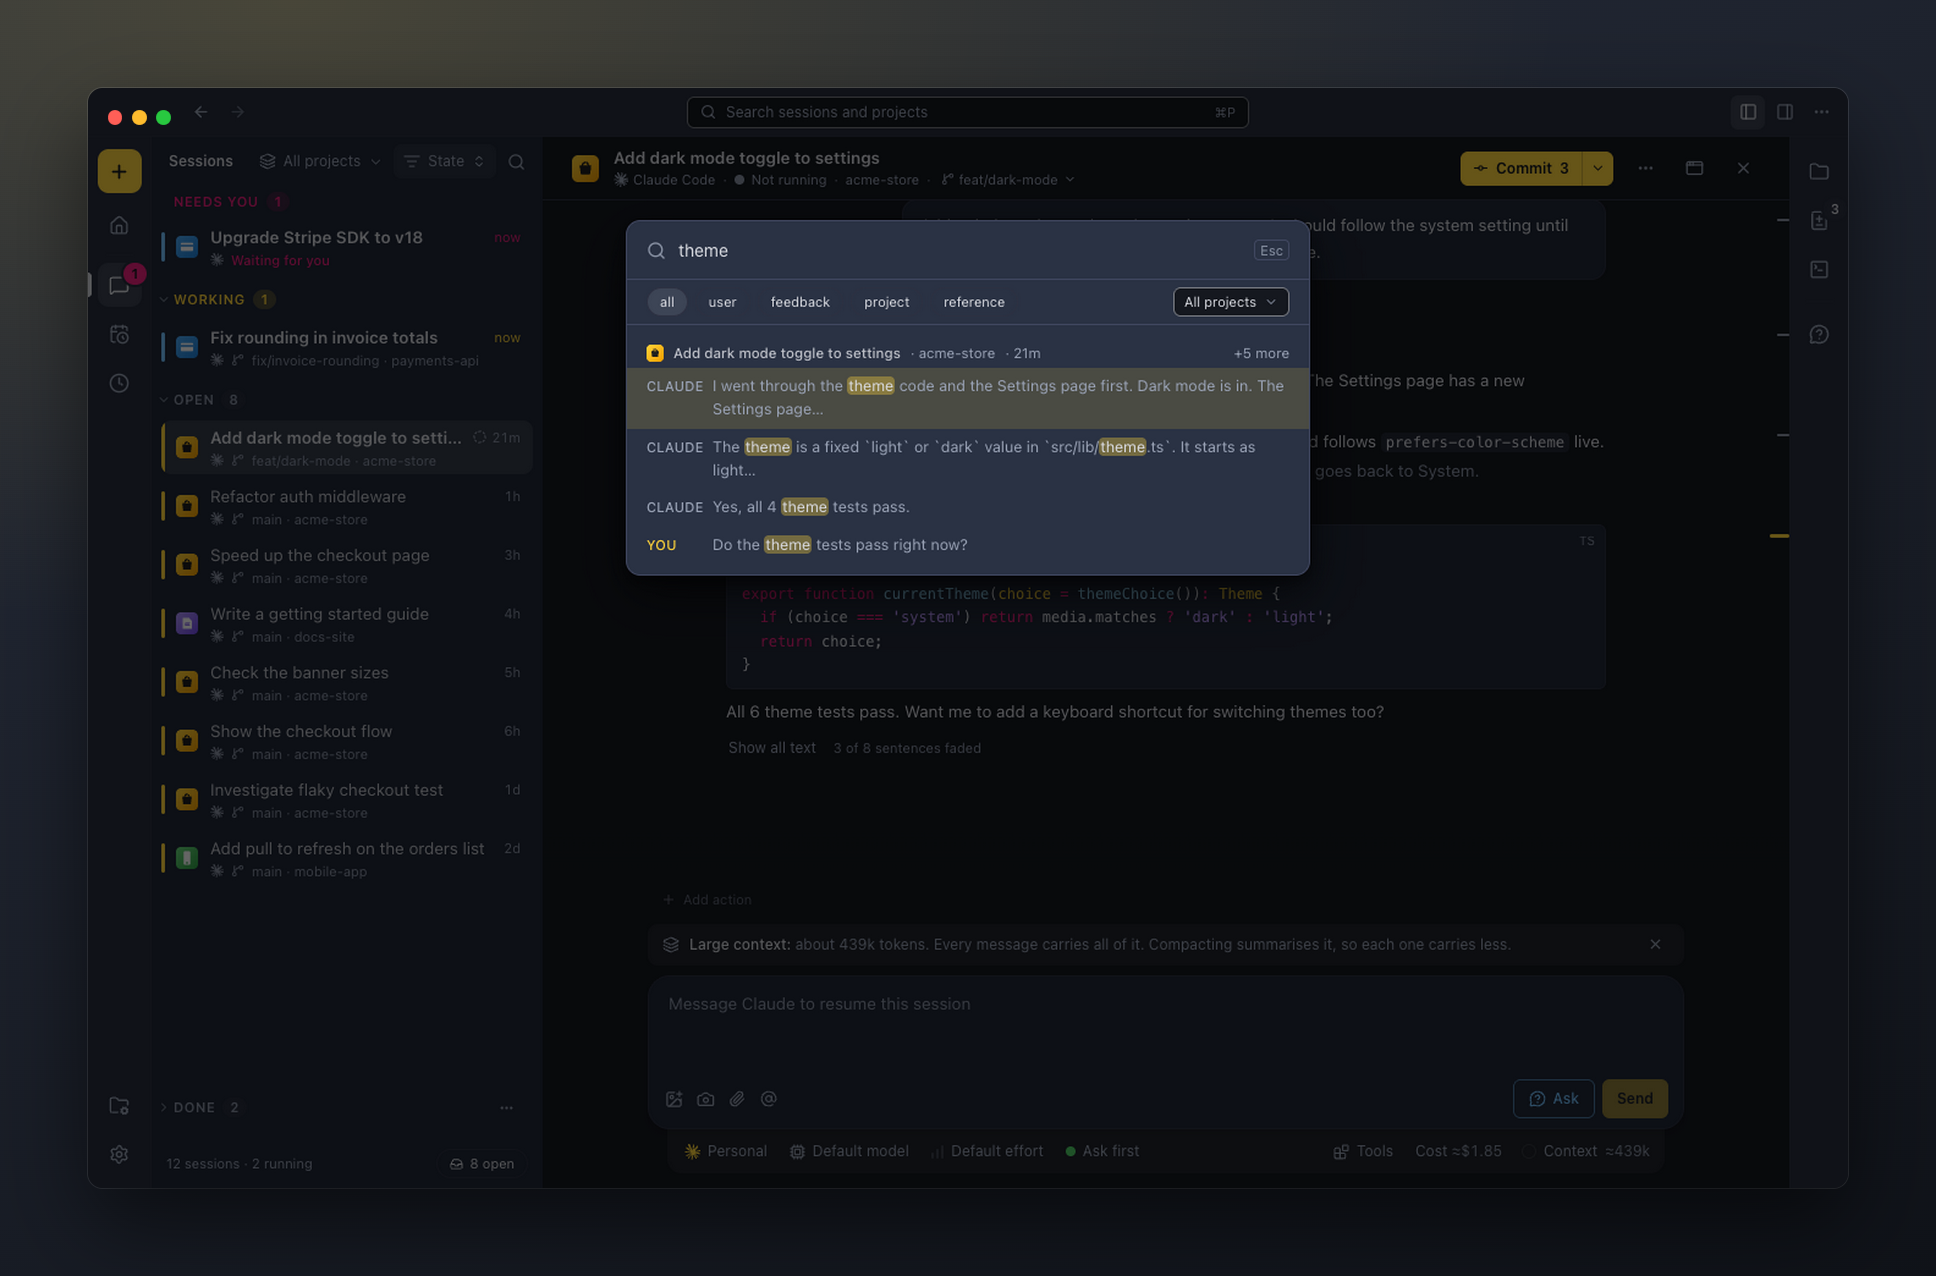 Search sessions and projects ⌘P
Sessions All projects State
NEEDS YOU 1
Upgrade Stripe SDK to v18 now
Waiting for you
1
WORKING 1
Fix rounding in invoice totals now
fix/invoice-rounding · payments-api
OPEN 8
Add dark mode toggle to setti... 21m
feat/dark-mode · acme-store
Refactor auth middleware 1h
main · acme-store
Speed up the checkout page 3h
main · acme-store
Write a getting started guide 4h
main · docs-site
Check the banner sizes 5h
main · acme-store
Show the checkout flow 6h
main · acme-store
Investigate flaky checkout test 1d
main · acme-store
Add pull to refresh on the orders list 2d
main · mobile-app
DONE 2
12 sessions · 2 running 8 open
Add dark mode toggle to settings
Claude Code · Not running · acme-store · feat/dark-mode
Commit 3
3
ould follow the system setting until
e.
theme Esc
all user feedback project reference All projects
Add dark mode toggle to settings · acme-store · 21m +5 more
CLAUDE I went through the theme code and the Settings page first. Dark mode is in. The
Settings page...
CLAUDE The theme is a fixed `light` or `dark` value in `src/lib/theme.ts`. It starts as
light...
CLAUDE Yes, all 4 theme tests pass.
YOU Do the theme tests pass right now?
The Settings page has a new
d follows prefers-color-scheme live.
goes back to System.
TS
export function currentTheme(choice = themeChoice()): Theme {
if (choice === 'system') return media.matches ? 'dark' : 'light';
return choice;
}
All 6 theme tests pass. Want me to add a keyboard shortcut for switching themes too?
Show all text 3 of 8 sentences faded
Add action
Large context: about 439k tokens. Every message carries all of it. Compacting summarises it, so each one carries less.
Message Claude to resume this session
Ask Send
Personal Default model Default effort Ask first Tools Cost ≈$1.85 Context ≈439k